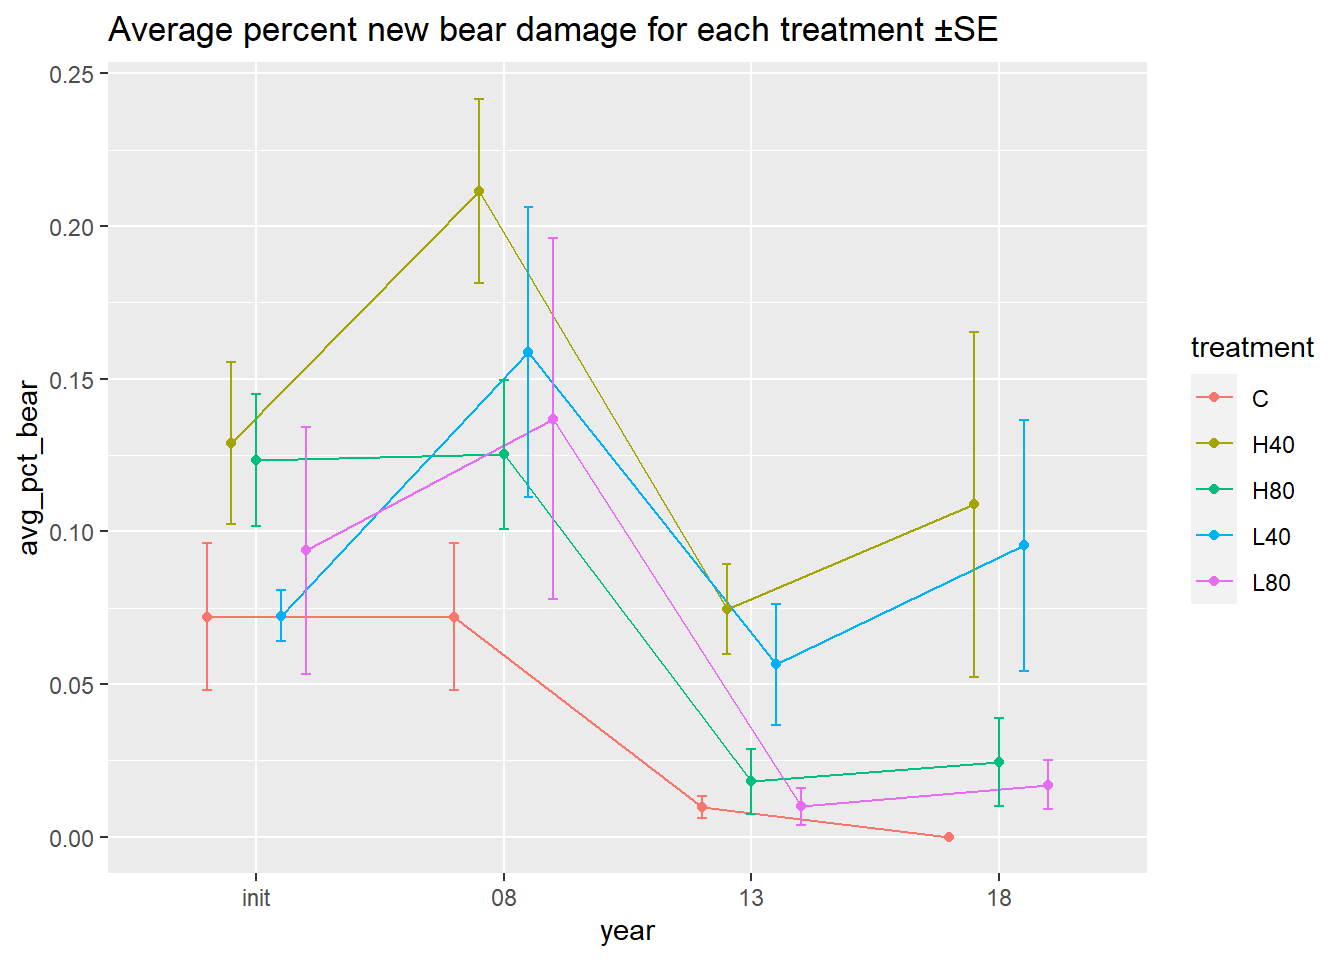 Average percent new bear damage for each treatment ±SE
0.25
0.20
0.15
0.10
0.05
0.00
avg_pct_bear
init 08 13 18
year
treatment
C
H40
H80
L40
L80